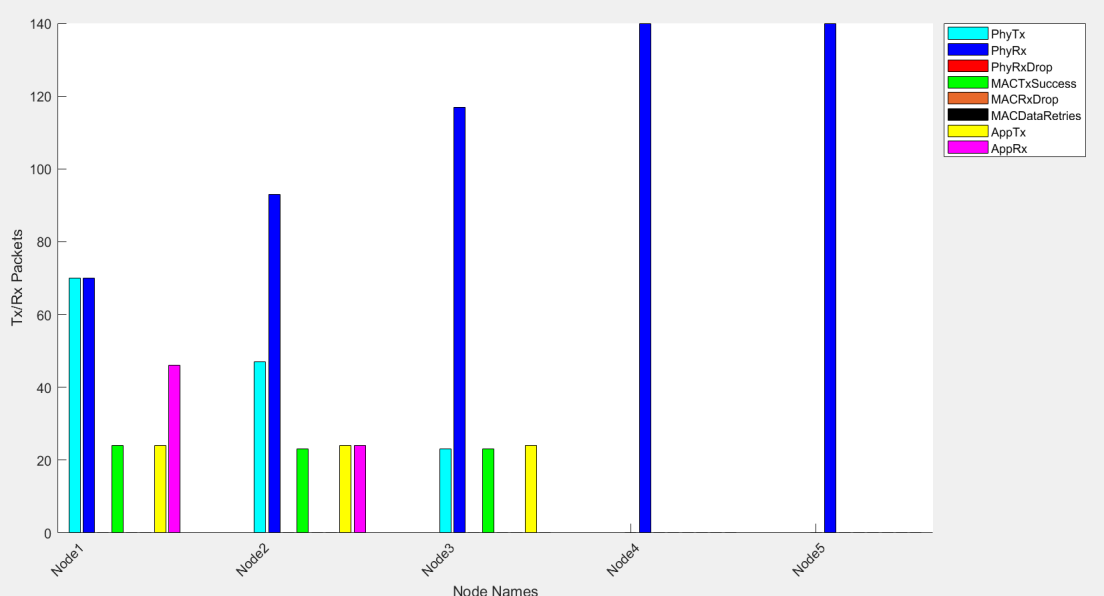 140
120
100
80
60
40
20
0
Tx/Rx Packets
Node1
Node2
Node3
Node4
Node5
Node Names
PhyTx
PhyRx
PhyRxDrop
MACTxSuccess
MACRxDrop
MACDataRetries
AppTx
AppRx